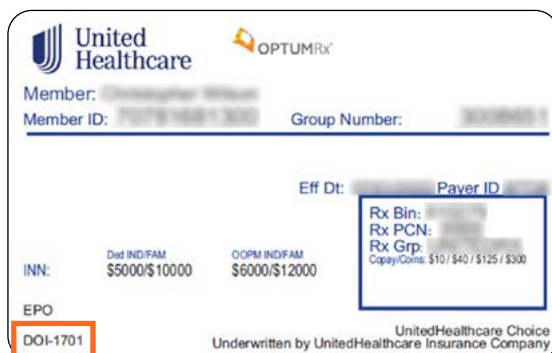 United
Healthcare
OPTUMRx
Member:
Member ID: Group Number:
Eff Dt: Payer ID
Rx Bin:
Rx PCN:
Rx Grp:
Copay/Coins: $10 / $40 / $125 / $300
Ded IND/FAM OOPM IND/FAM
INN: $5000/$10000 $6000/$12000
EPO
DOI-1701
UnitedHealthcare Choice
Underwritten by UnitedHealthcare Insurance Company